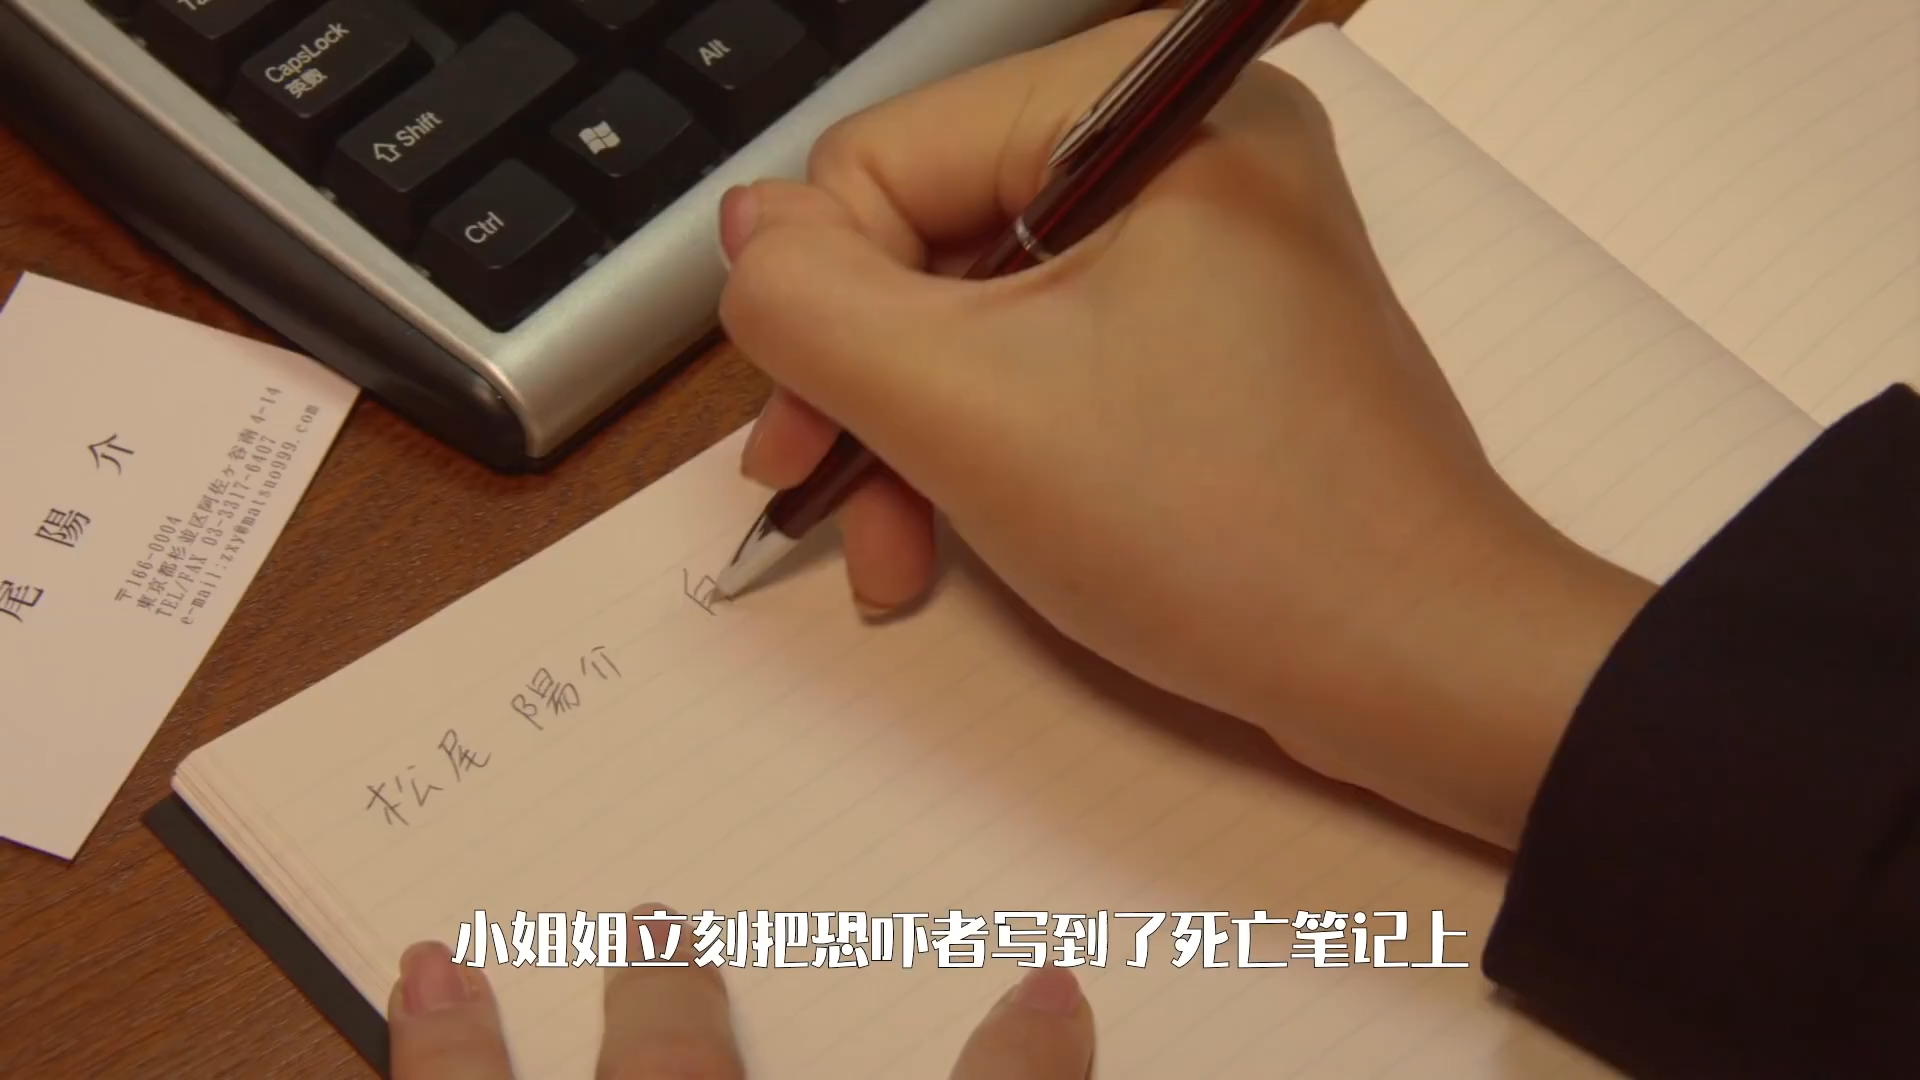 Ta
CapsLock
英数
Shift
Alt
Ctrl
尾 陽 介
〒166-0004
東京都杉並区阿佐ヶ谷南 4-14
TEL/FAX 03-3317-6407
e-mail:zxy@matsuo999.com
松尾 陽介
小姐姐立刻把恐吓者写到了死亡笔记上